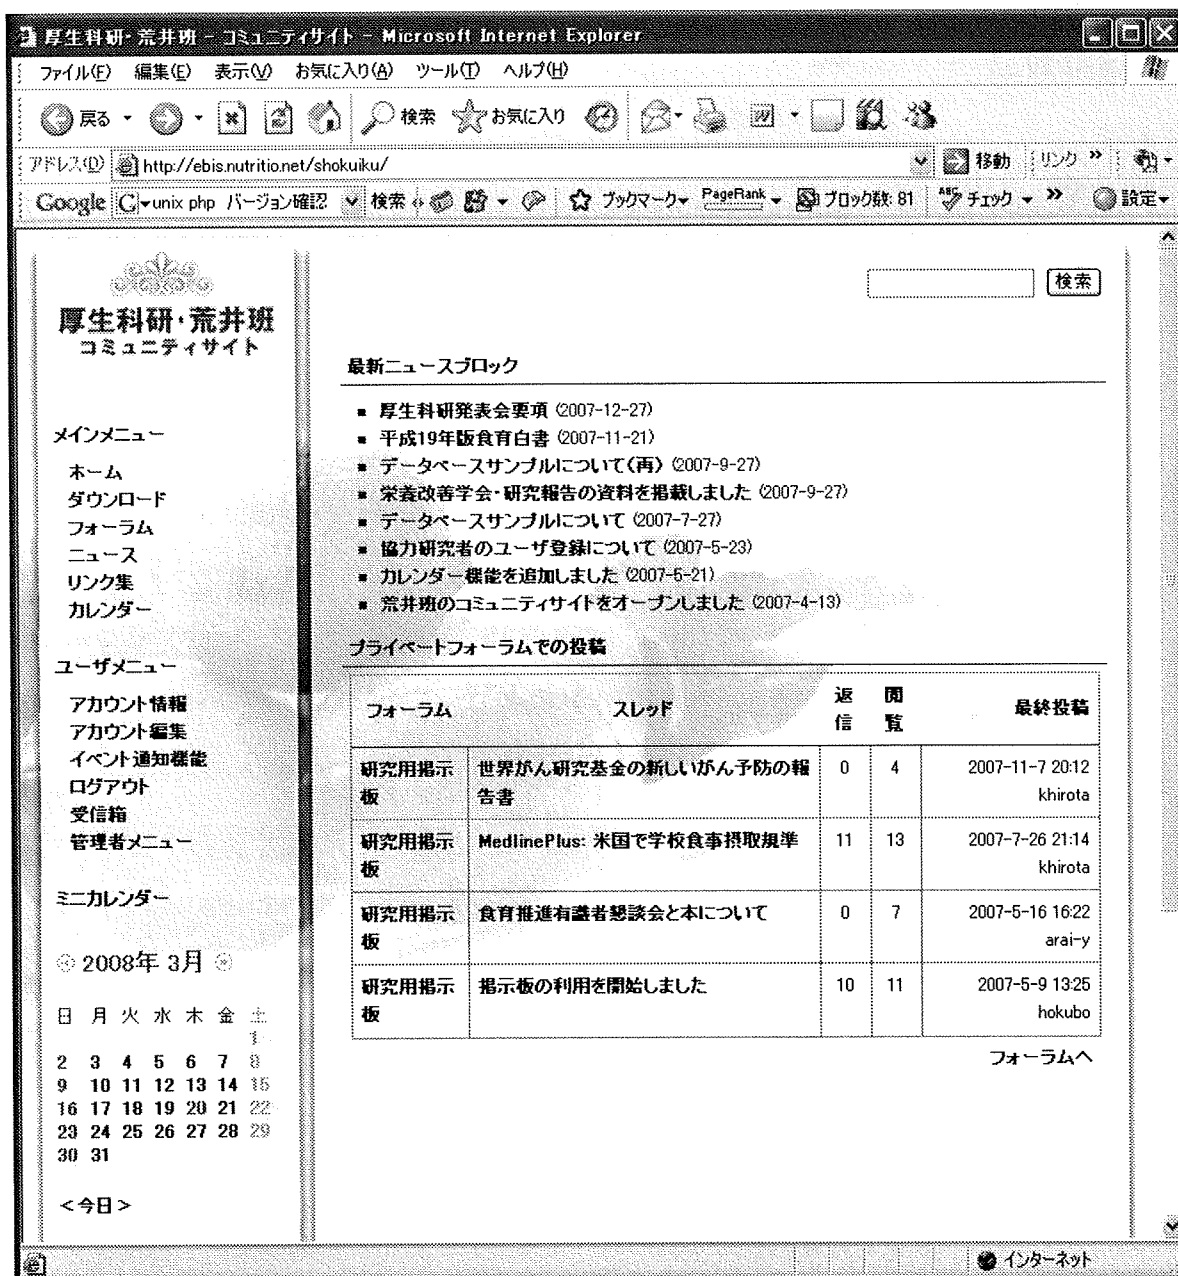 厚生科研・荒井班 - コミュニティサイト - Microsoft Internet Explorer
ファイル(F) 編集(E) 表示(V) お気に入り(A) ツール(T) ヘルプ(H)
戻る 検索 お気に入り
アドレス(D) http://ebis.nutritio.net/shokuiku/ 移動 リンク »
Google unix php バージョン確認 検索 ブックマーク PageRank ブロック数: 81 ABC チェック » 設定
検索
厚生科研・荒井班
コミュニティサイト
メインメニュー
ホーム
ダウンロード
フォーラム
ニュース
リンク集
カレンダー
ユーザメニュー
アカウント情報
アカウント編集
イベント通知機能
ログアウト
受信箱
管理者メニュー
ミニカレンダー
2008年 3月
日 月 火 水 木 金 土
1
2 3 4 5 6 7 8
9 10 11 12 13 14 15
16 17 18 19 20 21 22
23 24 25 26 27 28 29
30 31
<今日>
最新ニュースブロック
厚生科研発表会要項 (2007-12-27)
平成19年版食育白書 (2007-11-21)
データベースサンプルについて(再) (2007-9-27)
栄養改善学会・研究報告の資料を掲載しました (2007-9-27)
データベースサンプルについて (2007-7-27)
協力研究者のユーザ登録について (2007-5-23)
カレンダー機能を追加しました (2007-5-21)
荒井班のコミュニティサイトをオープンしました (2007-4-13)
プライベートフォーラムでの投稿
フォーラム スレッド 返信 閲覧 最終投稿
研究用掲示板 世界がん研究基金の新しいがん予防の報告書 0 4 2007-11-7 20:12 khirota
研究用掲示板 MedlinePlus: 米国で学校食事摂取規準 11 13 2007-7-26 21:14 khirota
研究用掲示板 食育推進有識者懇談会と本について 0 7 2007-5-16 16:22 arai-y
研究用掲示板 掲示板の利用を開始しました 10 11 2007-5-9 13:25 hokubo
フォーラムへ
インターネット